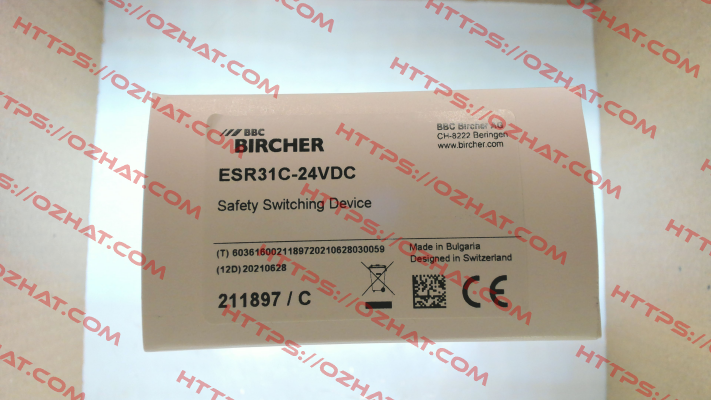 BBC
BIRCHER
BBC Bircher AG
CH-8222 Beringen
www.bircher.com
ESR31C-24VDC
Safety Switching Device
(T) 6036160021189720210628030059
(12D) 20210628
Made in Bulgaria
Designed in Switzerland
211897 / C
CE
HTTPS://OZHAT.COM